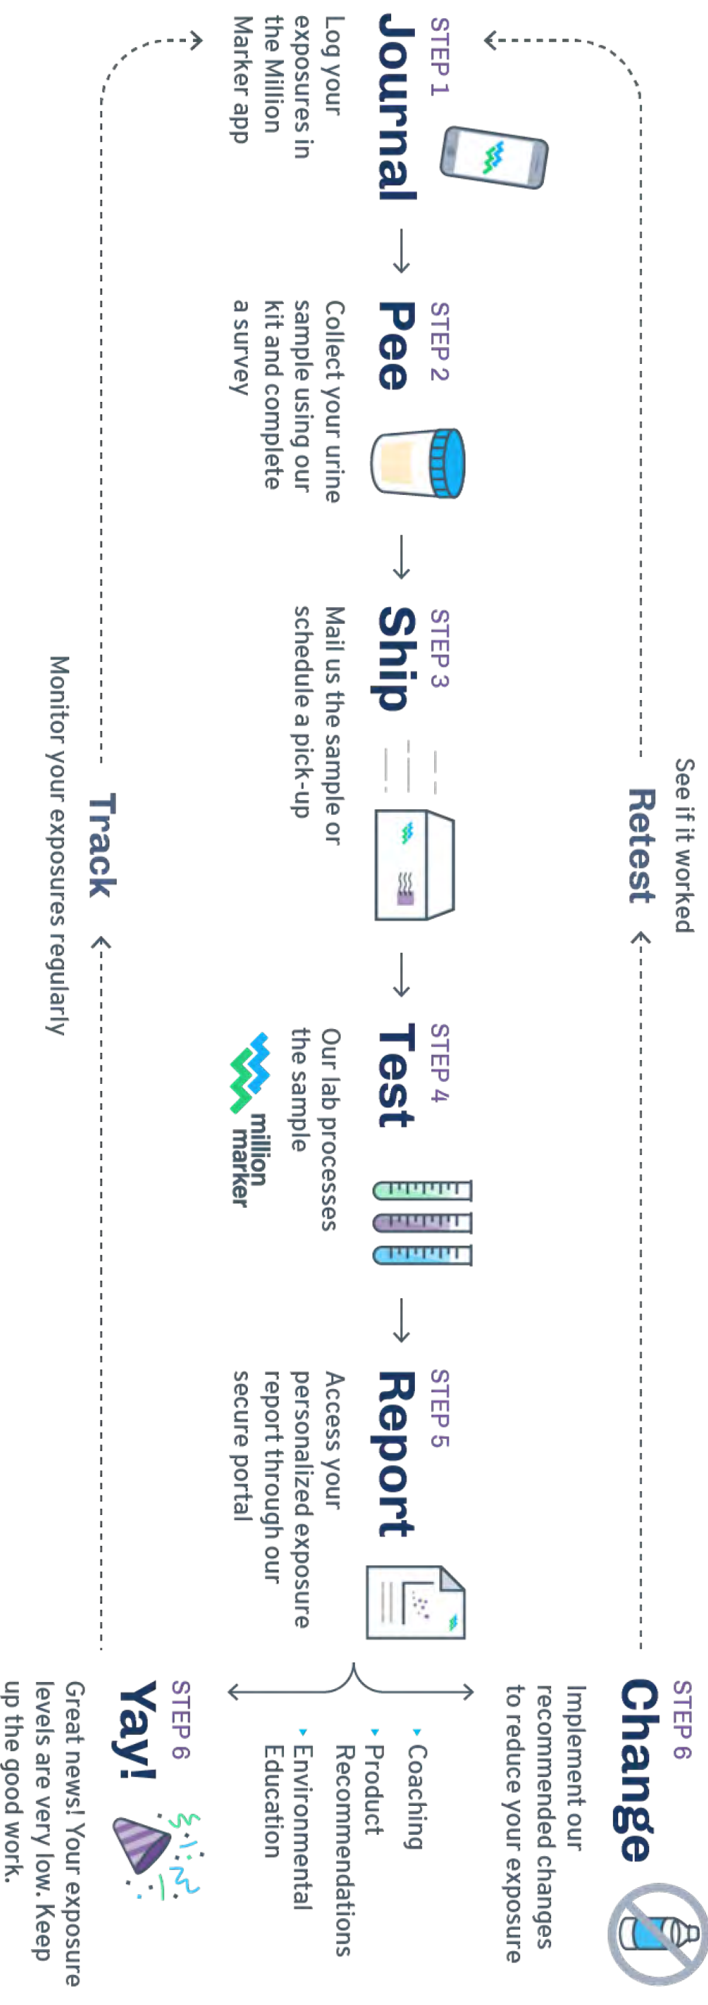 See if it worked
Retest
STEP 1
Journal
Log your
exposures in
the Million
Marker app
STEP 2
Pee
Collect your urine
sample using our
kit and complete
a survey
STEP 3
Ship
Mail us the sample or
schedule a pick-up
STEP 4
Test
Our lab processes
the sample
million
marker
STEP 5
Report
Access your
personalized exposure
report through our
secure portal
STEP 6
Change
Implement our
recommended changes
to reduce your exposure
Coaching
Product
Recommendations
Environmental
Education
STEP 6
Yay!
Great news! Your exposure
levels are very low. Keep
up the good work.
Track
Monitor your exposures regularly